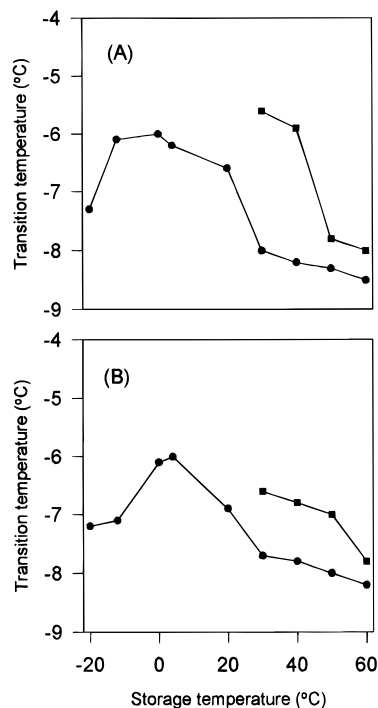 -4
(A)
-5
-6
-7
-8
-9
Transition temperature (ºC)
-4
(B)
-5
-6
-7
-8
-9
Transition temperature (ºC)
-20 0 20 40 60
Storage temperature (ºC)